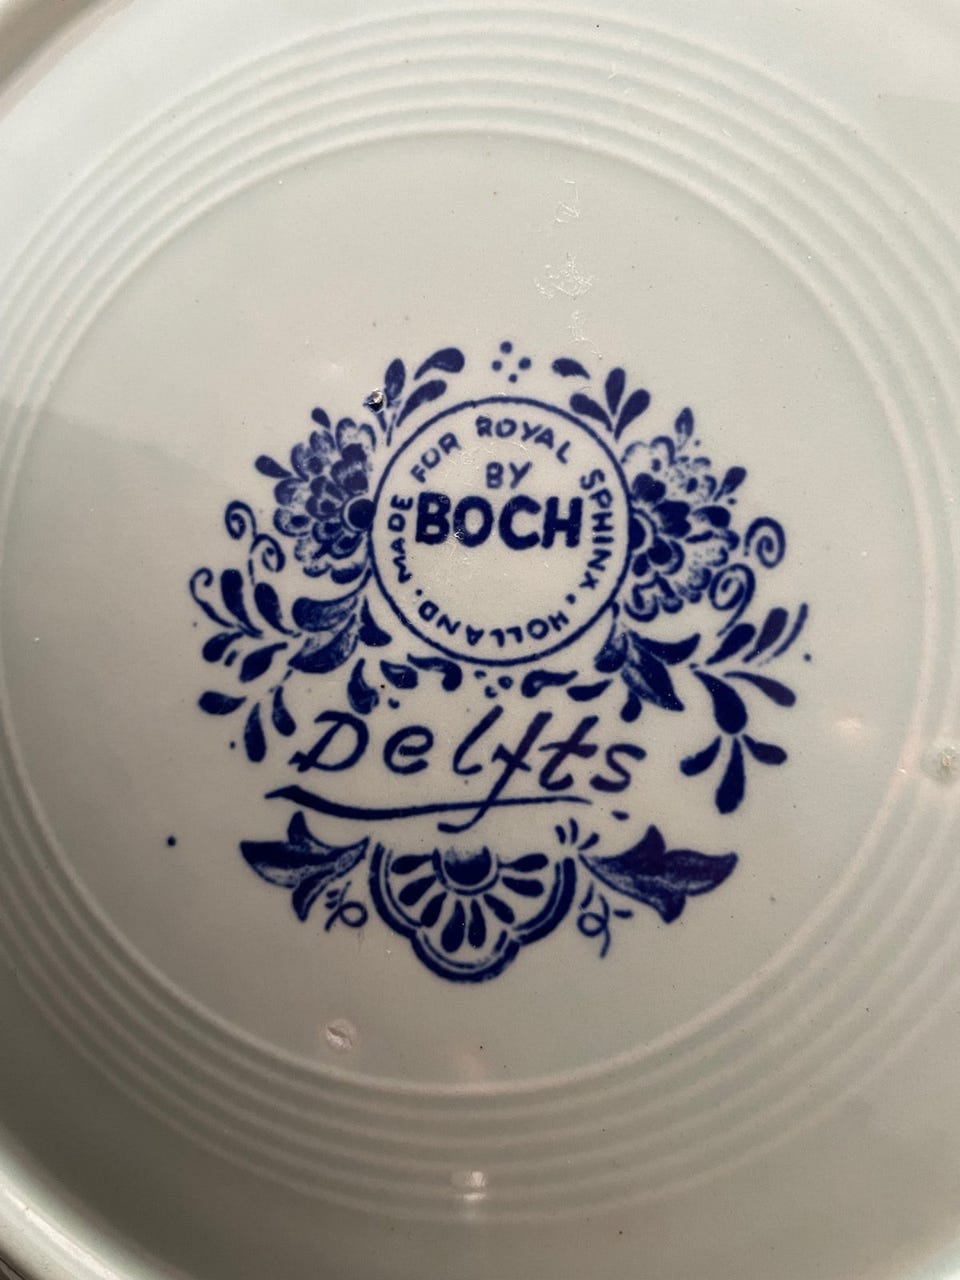 MADE FOR ROYAL SPHINX. HOLLAND.
BY
BOCH
Delfts